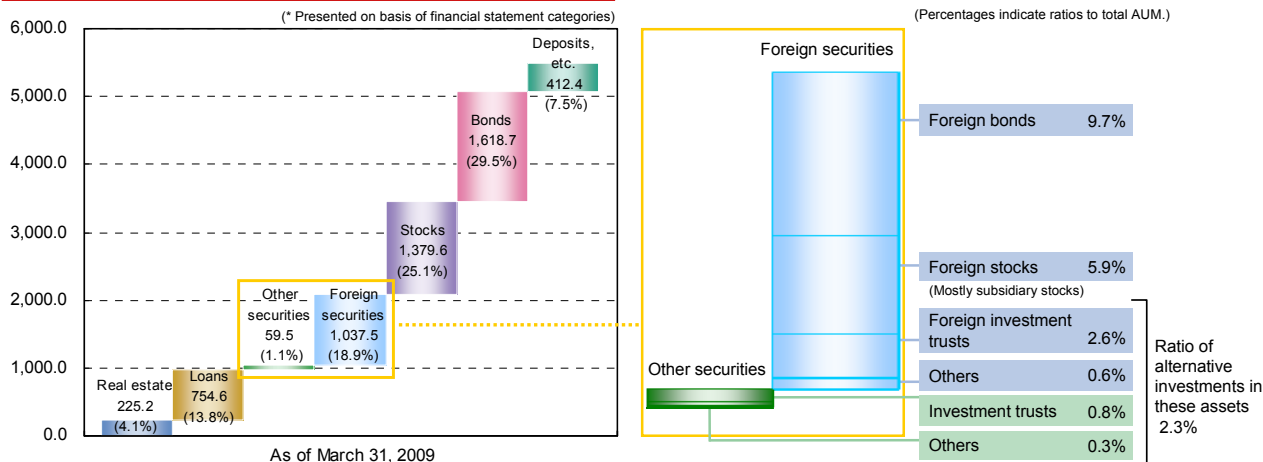 (* Presented on basis of financial statement categories)
6,000.0
5,000.0
4,000.0
3,000.0
2,000.0
1,000.0
0.0
Real estate
225.2
(4.1%)
Loans
754.6
(13.8%)
Other
securities
59.5
(1.1%)
Foreign
securities
1,037.5
(18.9%)
Stocks
1,379.6
(25.1%)
Bonds
1,618.7
(29.5%)
Deposits,
etc.
412.4
(7.5%)
As of March 31, 2009
(Percentages indicate ratios to total AUM.)
Foreign securities
Other securities
Foreign bonds 9.7%
Foreign stocks 5.9%
(Mostly subsidiary stocks)
Foreign investment
trusts 2.6%
Others 0.6%
Investment trusts 0.8%
Others 0.3%
Ratio of
alternative
investments in
these assets
2.3%